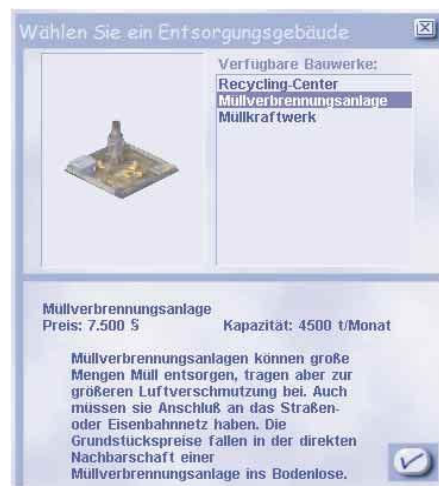 Wählen Sie ein Entsorgungsgebäude
Verfügbare Bauwerke:
Recycling-Center
Müllverbrennungsanlage
Müllkraftwerk
Müllverbrennungsanlage
Preis: 7.500 § Kapazität: 4500 t/Monat
Müllverbrennungsanlagen können große
Mengen Müll entsorgen, tragen aber zur
größeren Luftverschmutzung bei. Auch
müssen sie Anschluß an das Straßen-
oder Eisenbahnnetz haben. Die
Grundstückspreise fallen in der direkten
Nachbarschaft einer
Müllverbrennungsanlage ins Bodenlose.